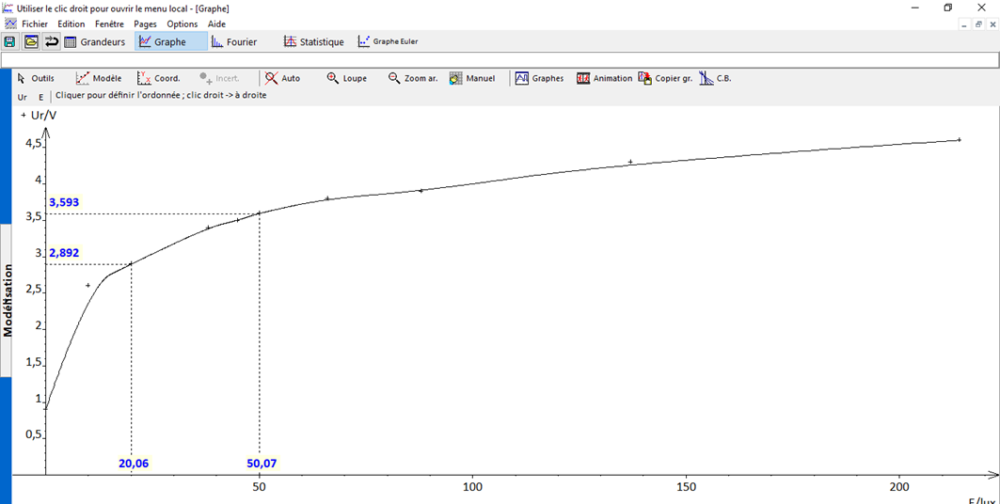 Utiliser le clic droit pour ouvrir le menu local - [Graphe]
Fichier Edition Fenêtre Pages Options Aide
Grandeurs Graphe Fourier Statistique Graphe Euler
Outils Modèle Coord. Incert. Auto Loupe Zoom ar. Manuel Graphes Animation Copier gr. C.B.
Ur E Cliquer pour définir l'ordonnée ; clic droit -> à droite
+ Ur/V
4,5
4
3,593
3,5
2,892
3
2,5
Modélisation
2
1,5
1
0,5
20,06 50,07
50 100 150 200
E/lux